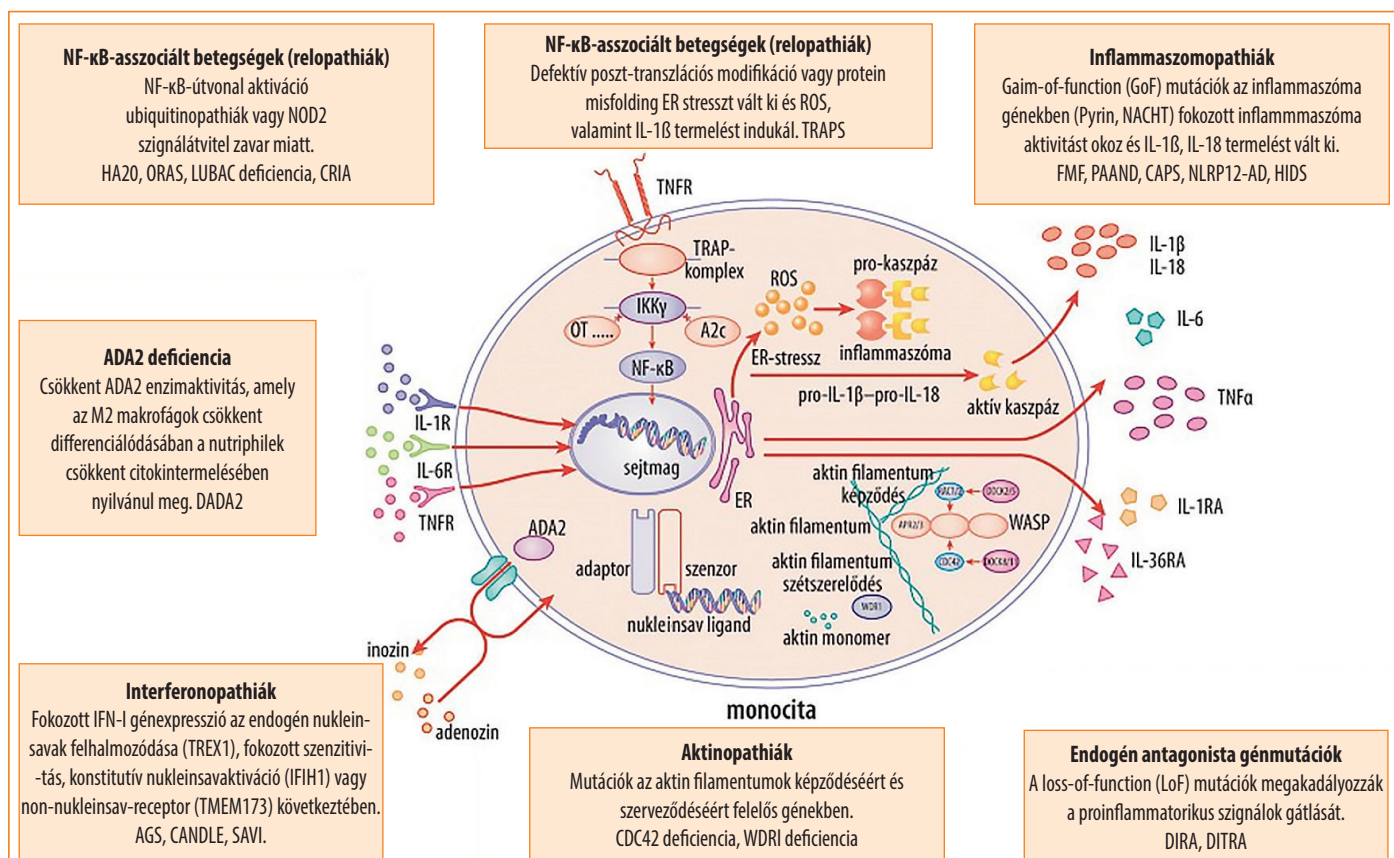 NF-κB-asszociált betegségek (relopathiák)
NF-κB-útvonal aktiváció
ubiquitinopathiák vagy NOD2
szignálátvitel zavar miatt.
HA20, ORAS, LUBAC deficiencia, CRIA
NF-κB-asszociált betegségek (relopathiák)
Defektív poszt-transzlációs modifikáció vagy protein
misfolding ER stresszt vált ki és ROS,
valamint IL-1ß termelést indukál. TRAPS
Inflammaszomopathiák
Gaim-of-function (GoF) mutációk az inflammaszóma
génekben (Pyrin, NACHT) fokozott inflammmaszóma
aktivitást okoz és IL-1ß, IL-18 termelést vált ki.
FMF, PAAND, CAPS, NLRP12-AD, HIDS
TNFR
TRAP-
komplex
IKKγ
OT .....
A2c
NF-κB
sejtmag
ROS
pro-kaszpáz
inflammaszóma
ER-stressz
pro-IL-1β–pro-IL-18
aktív kaszpáz
IL-1β
IL-18
IL-6
TNFα
IL-1RA
IL-36RA
ADA2 deficiencia
Csökkent ADA2 enzimaktivitás, amely
az M2 makrofágok csökkent
differenciálódásában a nutriphilek
csökkent citokintermelésében
nyilvánul meg. DADA2
IL-1R
IL-6R
TNFR
ADA2
ER
adaptor
szenzor
nukleinsav ligand
aktin filamentum
képződés
aktin filamentum
aktin filamentum
szétszerelődés
aktin monomer
RAC1/2
DOCK2/5
APR2/3
WASP
CDC42
DOCK8/11
WDR1
inozin
adenozin
monocita
Interferonopathiák
Fokozott IFN-I génexpresszió az endogén nuklein-
savak felhalmozódása (TREX1), fokozott szenzitivi-
-tás, konstitutív nukleinsavaktiváció (IFIH1) vagy
non-nukleinsav-receptor (TMEM173) következtében.
AGS, CANDLE, SAVI.
Aktinopathiák
Mutációk az aktin filamentumok képződéséért és
szerveződéséért felelős génekben.
CDC42 deficiencia, WDRl deficiencia
Endogén antagonista génmutációk
A loss-of-function (LoF) mutációk megakadályozzák
a proinflammatorikus szignálok gátlását.
DIRA, DITRA